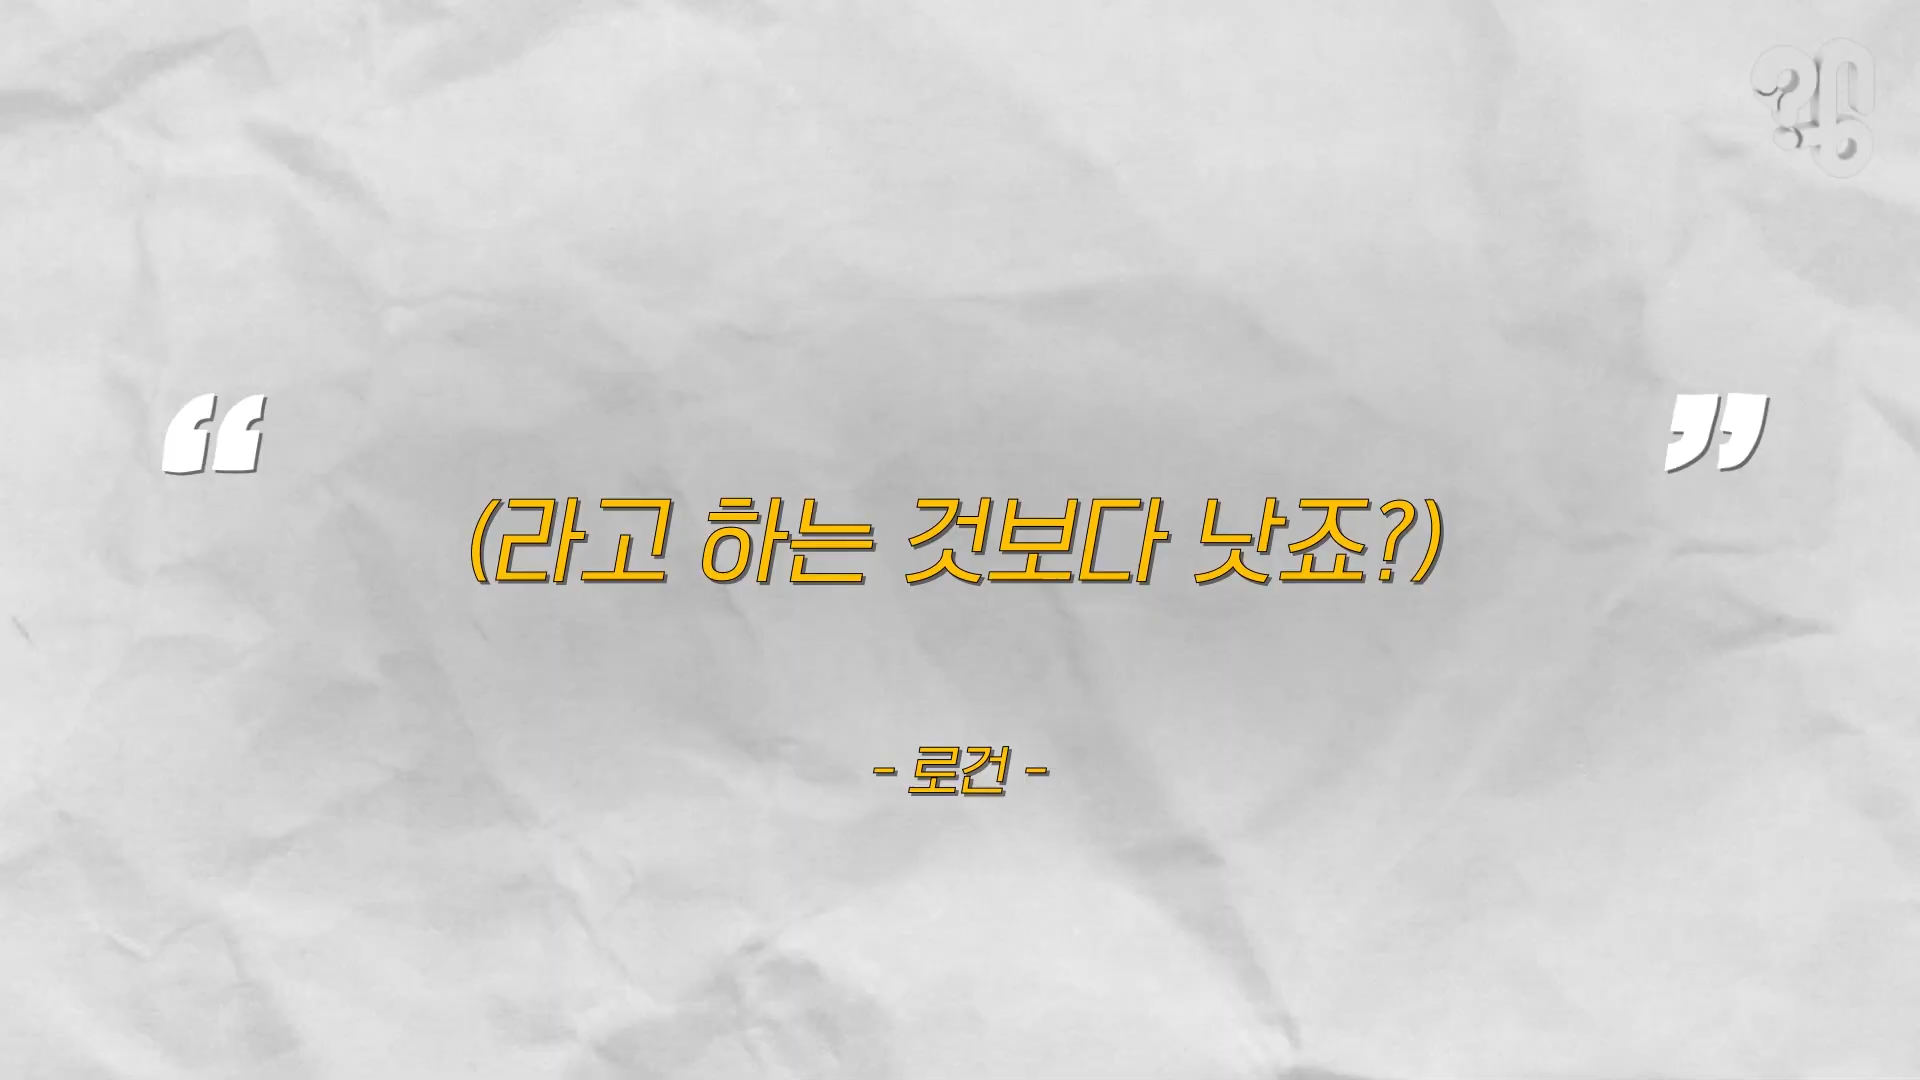 “ ”
(라고 하는 것보다 낫죠?)
- 로건 -